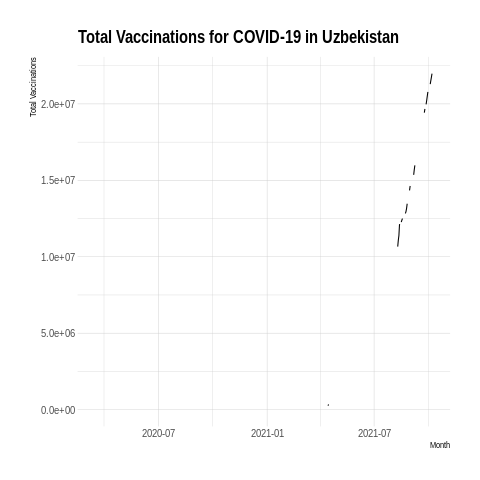 Total Vaccinations for COVID-19 in Uzbekistan
Total Vaccinations
2.0e+07
1.5e+07
1.0e+07
5.0e+06
0.0e+00
2020-07 2021-01 2021-07
Month